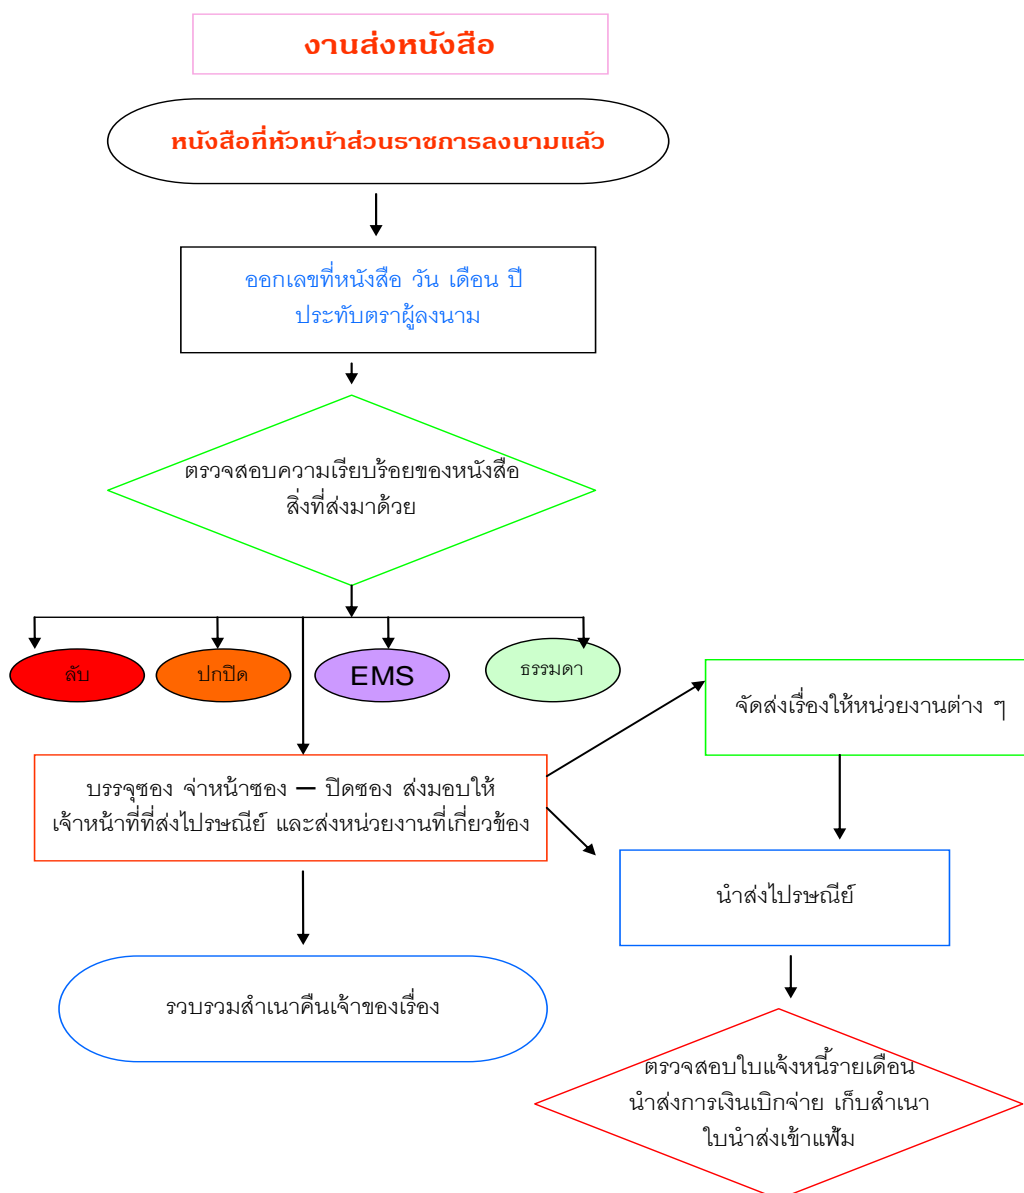 งานส่งหนังสือ
หนังสือที่หัวหน้าส่วนราชการลงนามแล้ว
ออกเลขที่หนังสือ วัน เดือน ปี
ประทับตราผู้ลงนาม
ตรวจสอบความเรียบร้อยของหนังสือ
สิ่งที่ส่งมาด้วย
ลับ
ปกปิด
EMS
ธรรมดา
จัดส่งเรื่องให้หน่วยงานต่าง ๆ
บรรจุซอง จ่าหน้าซอง – ปิดซอง ส่งมอบให้
เจ้าหน้าที่ที่ส่งไปรษณีย์ และส่งหน่วยงานที่เกี่ยวข้อง
นำส่งไปรษณีย์
รวบรวมสำเนาคืนเจ้าของเรื่อง
ตรวจสอบใบแจ้งหนี้รายเดือน
นำส่งการเงินเบิกจ่าย เก็บสำเนา
ใบนำส่งเข้าแฟ้ม